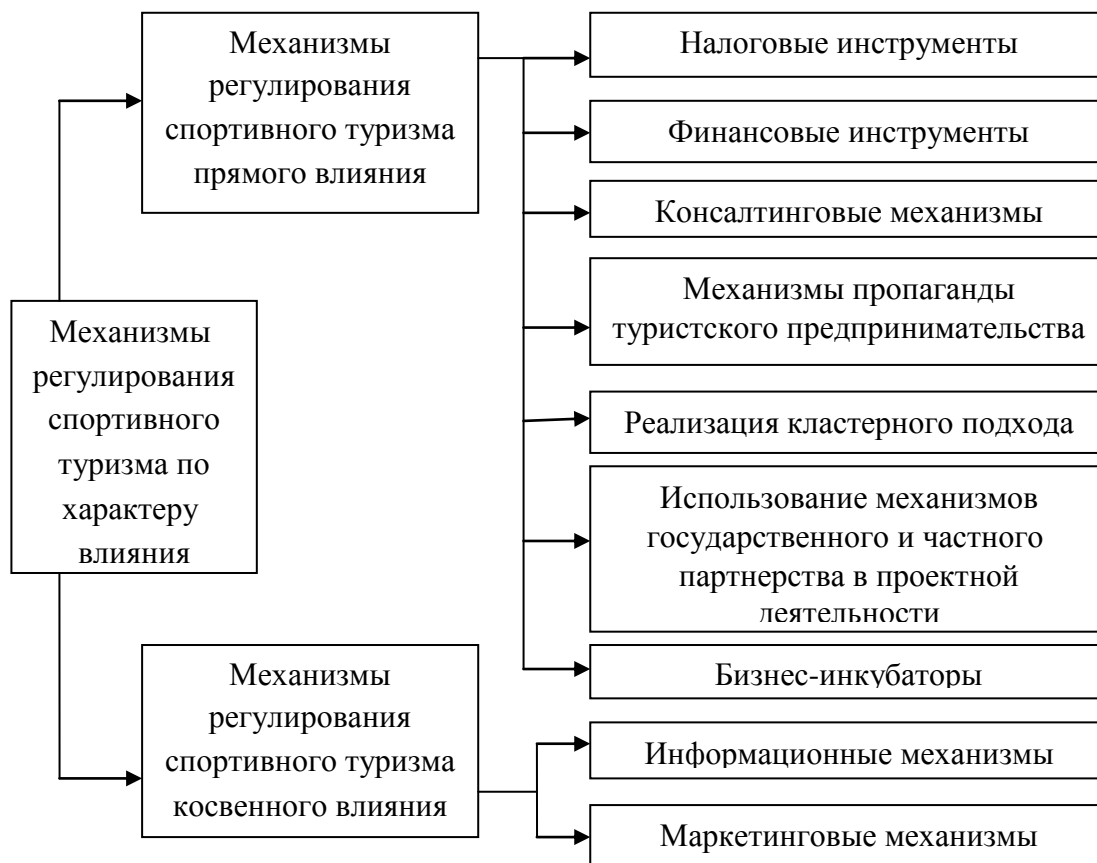 Механизмы
регулирования
спортивного туризма
прямого влияния
Налоговые инструменты
Финансовые инструменты
Консалтинговые механизмы
Механизмы пропаганды
туристского предпринимательства
Механизмы
регулирования
спортивного
туризма по
характеру
влияния
Реализация кластерного подхода
Использование механизмов
государственного и частного
партнерства в проектной
деятельности
Механизмы
регулирования
спортивного туризма
косвенного влияния
Бизнес-инкубаторы
Информационные механизмы
Маркетинговые механизмы